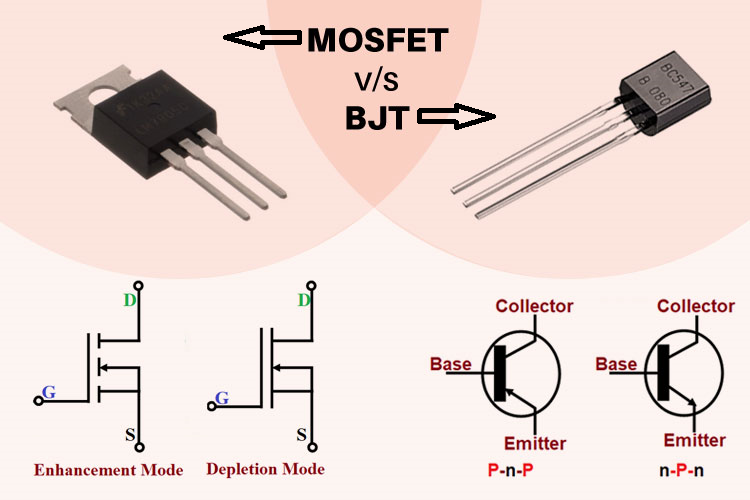 MOSFET
V/S
BJT
BC547
B 080
D
G
S
Enhancement Mode
D
G
S
Depletion Mode
Collector
Base
Emitter
P-n-P
Collector
Base
Emitter
n-P-n